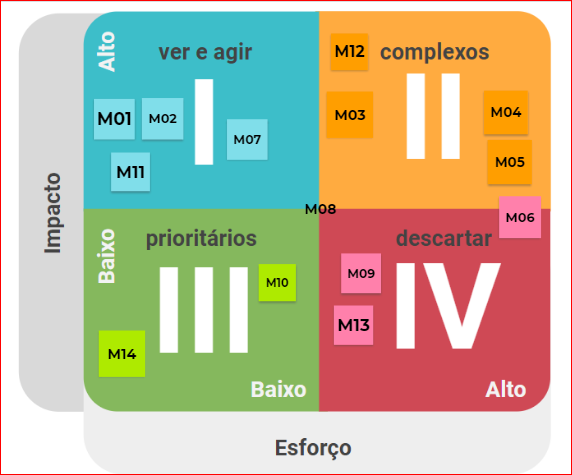 Alto
ver e agir
I
M01
M02
M07
M11
M12
complexos
II
M03
M04
M05
M08
M06
Impacto
Baixo
prioritários
III
M10
M14
Baixo
descartar
IV
M09
M13
Alto
Esforço